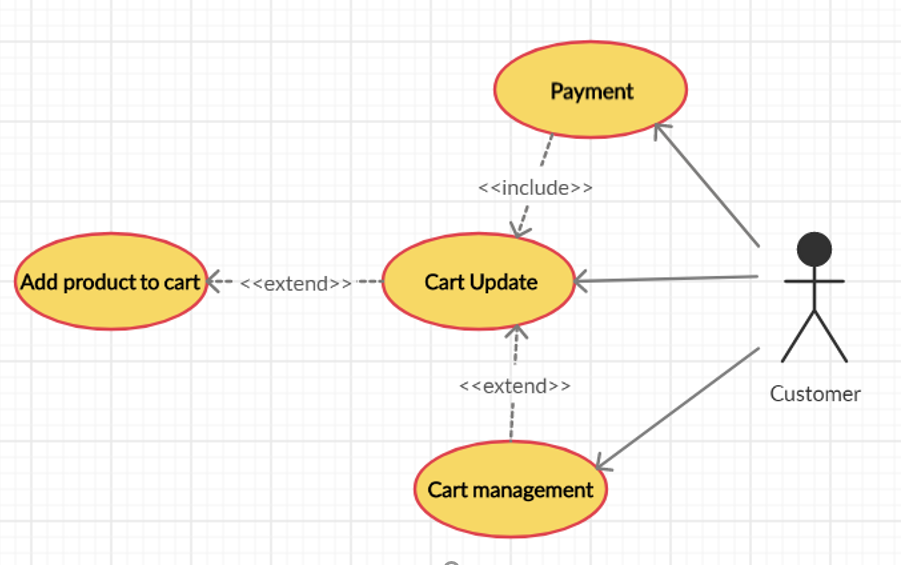 Payment
<<include>>
Add product to cart
<<extend>>
Cart Update
<<extend>>
Customer
Cart management